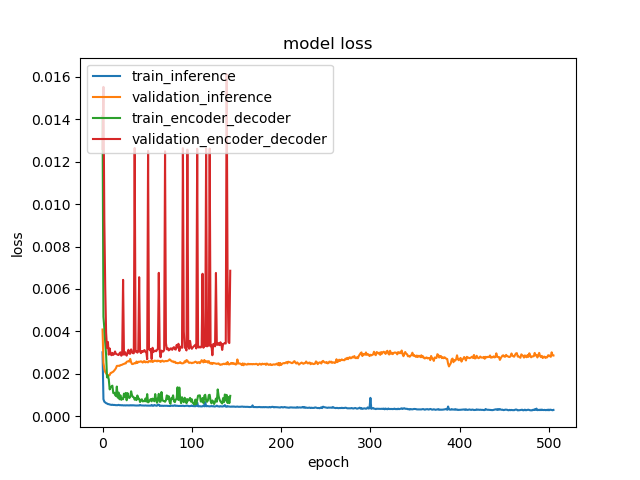 model loss
train_inference
validation_inference
train_encoder_decoder
validation_encoder_decoder
loss
0.016
0.014
0.012
0.010
0.008
0.006
0.004
0.002
0.000
0
100
200
300
400
500
epoch